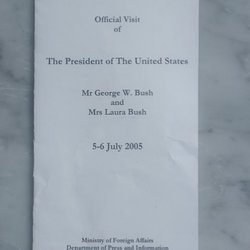 Official Visit
of
The President of The United States
Mr George W. Bush
and
Mrs Laura Bush
5-6 July 2005
Ministry of Foreign Affairs
Department of Press and Information